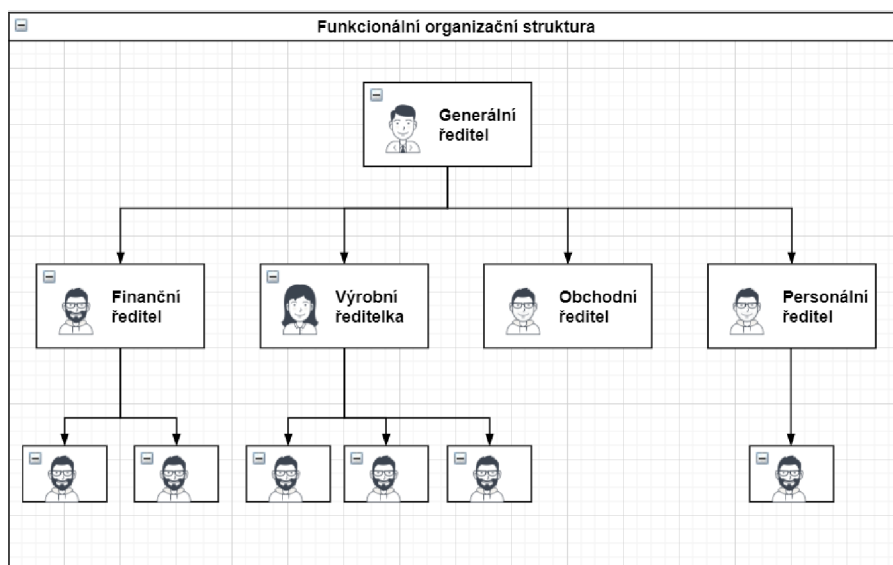 Funkcionální organizační struktura
Generální
ředitel
Finanční
ředitel
Výrobní
ředitelka
Obchodní
ředitel
Personální
ředitel